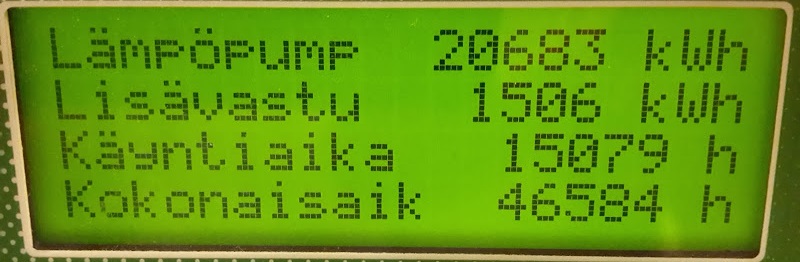 Lämpöpump 20683 kWh
Lisävastu 1506 kWh
Käyntiaika 15079 h
Kokonaisaik 46584 h